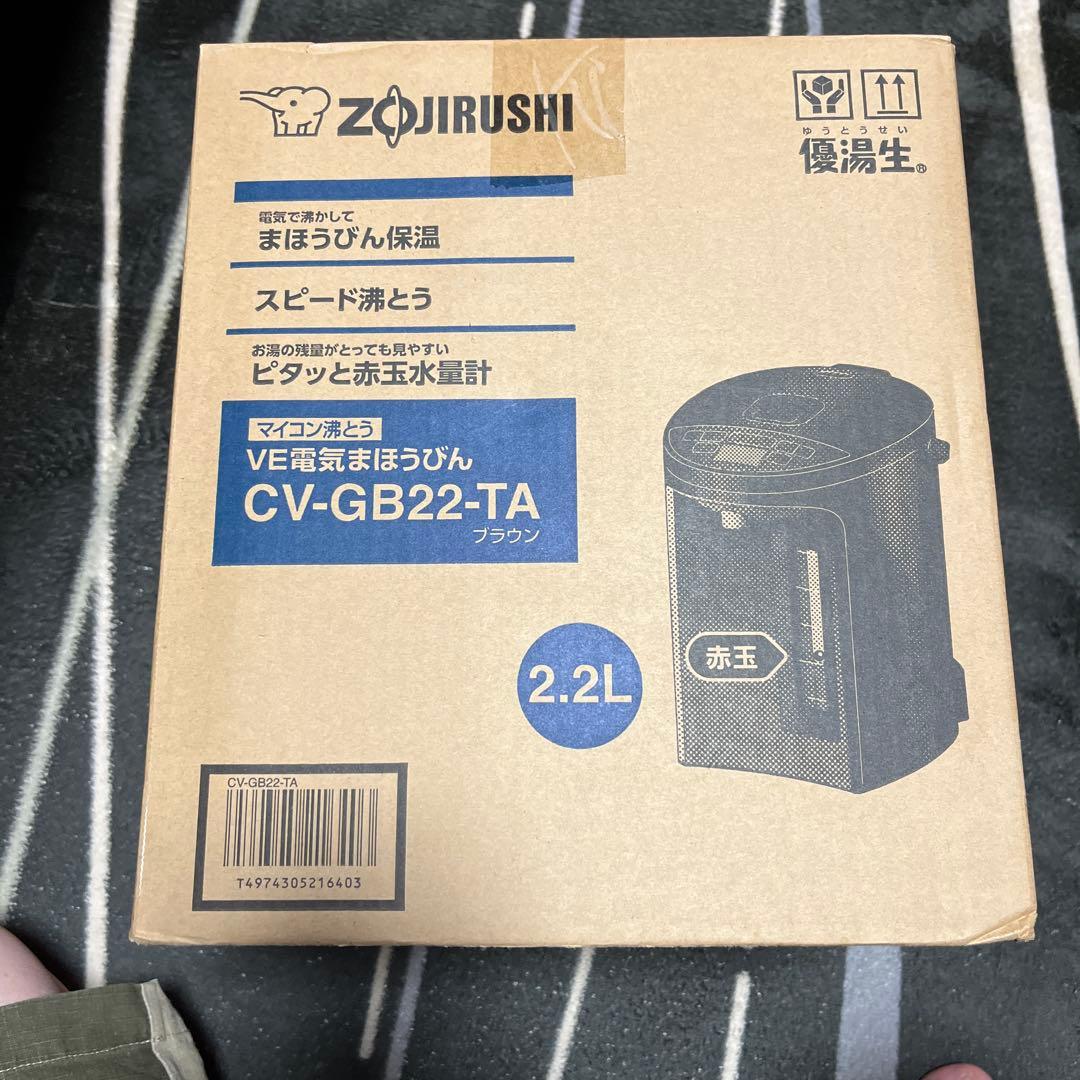 ZOJIRUSHI
ゆうとうせい
優湯生®
電気で沸かして
まほうびん保温
スピード沸とう
お湯の残量がとっても見やすい
ピタッと赤玉水量計
マイコン沸とう
VE電気まほうびん
CV-GB22-TA
ブラウン
赤玉
2.2L
CV-GB22-TA
T4974305216403